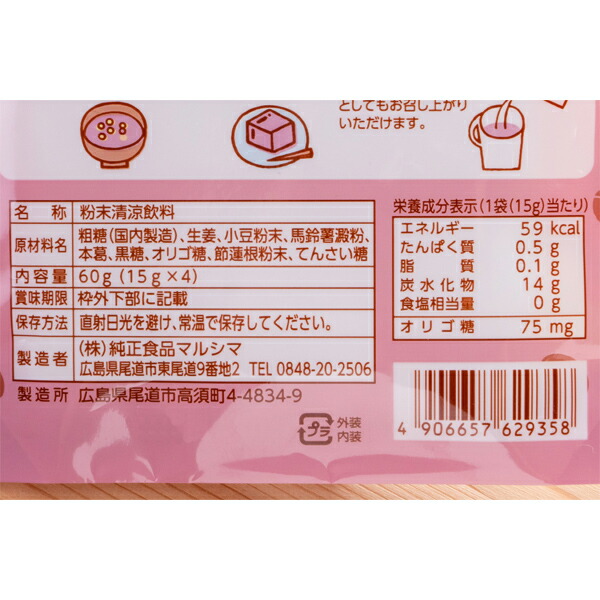 としてもお召し上がり
いただけます。
名称 粉末清涼飲料
原材料名 粗糖(国内製造)、生姜、小豆粉末、馬鈴薯澱粉、
本葛、黒糖、オリゴ糖、節蓮根粉末、てんさい糖
内容量 60g(15g×4)
賞味期限 枠外下部に記載
保存方法 直射日光を避け、常温で保存してください。
製造者 (株)純正食品マルシマ
広島県尾道市東尾道9番地2 TEL 0848-20-2506
製造所 広島県尾道市高須町4-4834-9
プラ 外装
内装
栄養成分表示(1袋(15g)当たり)
エネルギー 59 kcal
たんぱく質 0.5 g
脂質 0.1 g
炭水化物 14 g
食塩相当量 0 g
オリゴ糖 75 mg
4 906657 629358